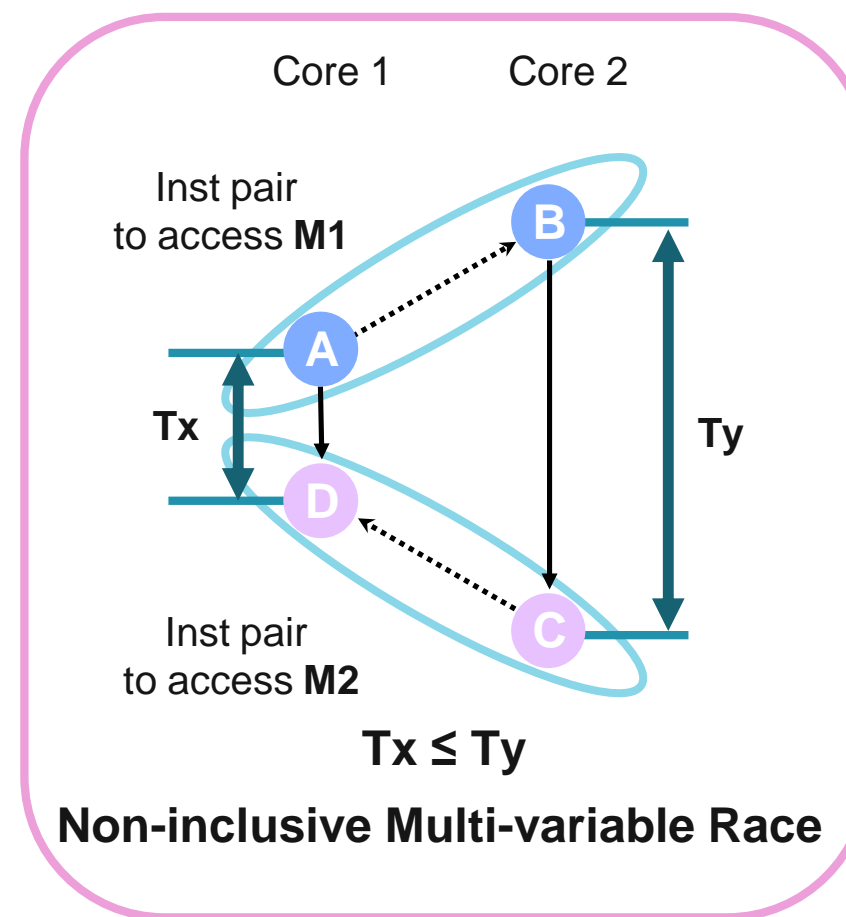 Core 1
Core 2
Inst pair
to access M1
B
A
Tx
Ty
D
C
Inst pair
to access M2
Tx ≤ Ty
Non-inclusive Multi-variable Race